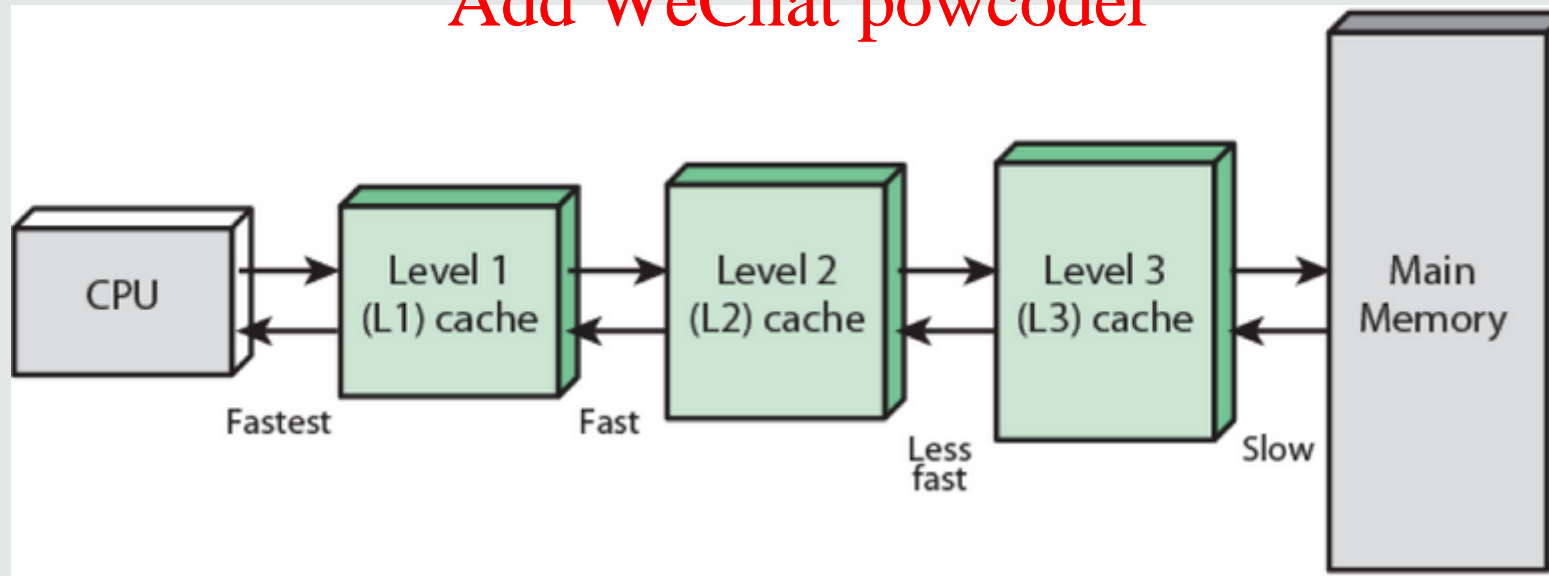 Add WeChat powcoder
CPU
Level 1
(L1) cache
Level 2
(L2) cache
Level 3
(L3) cache
Main
Memory
Fastest
Fast
Less
fast
Slow